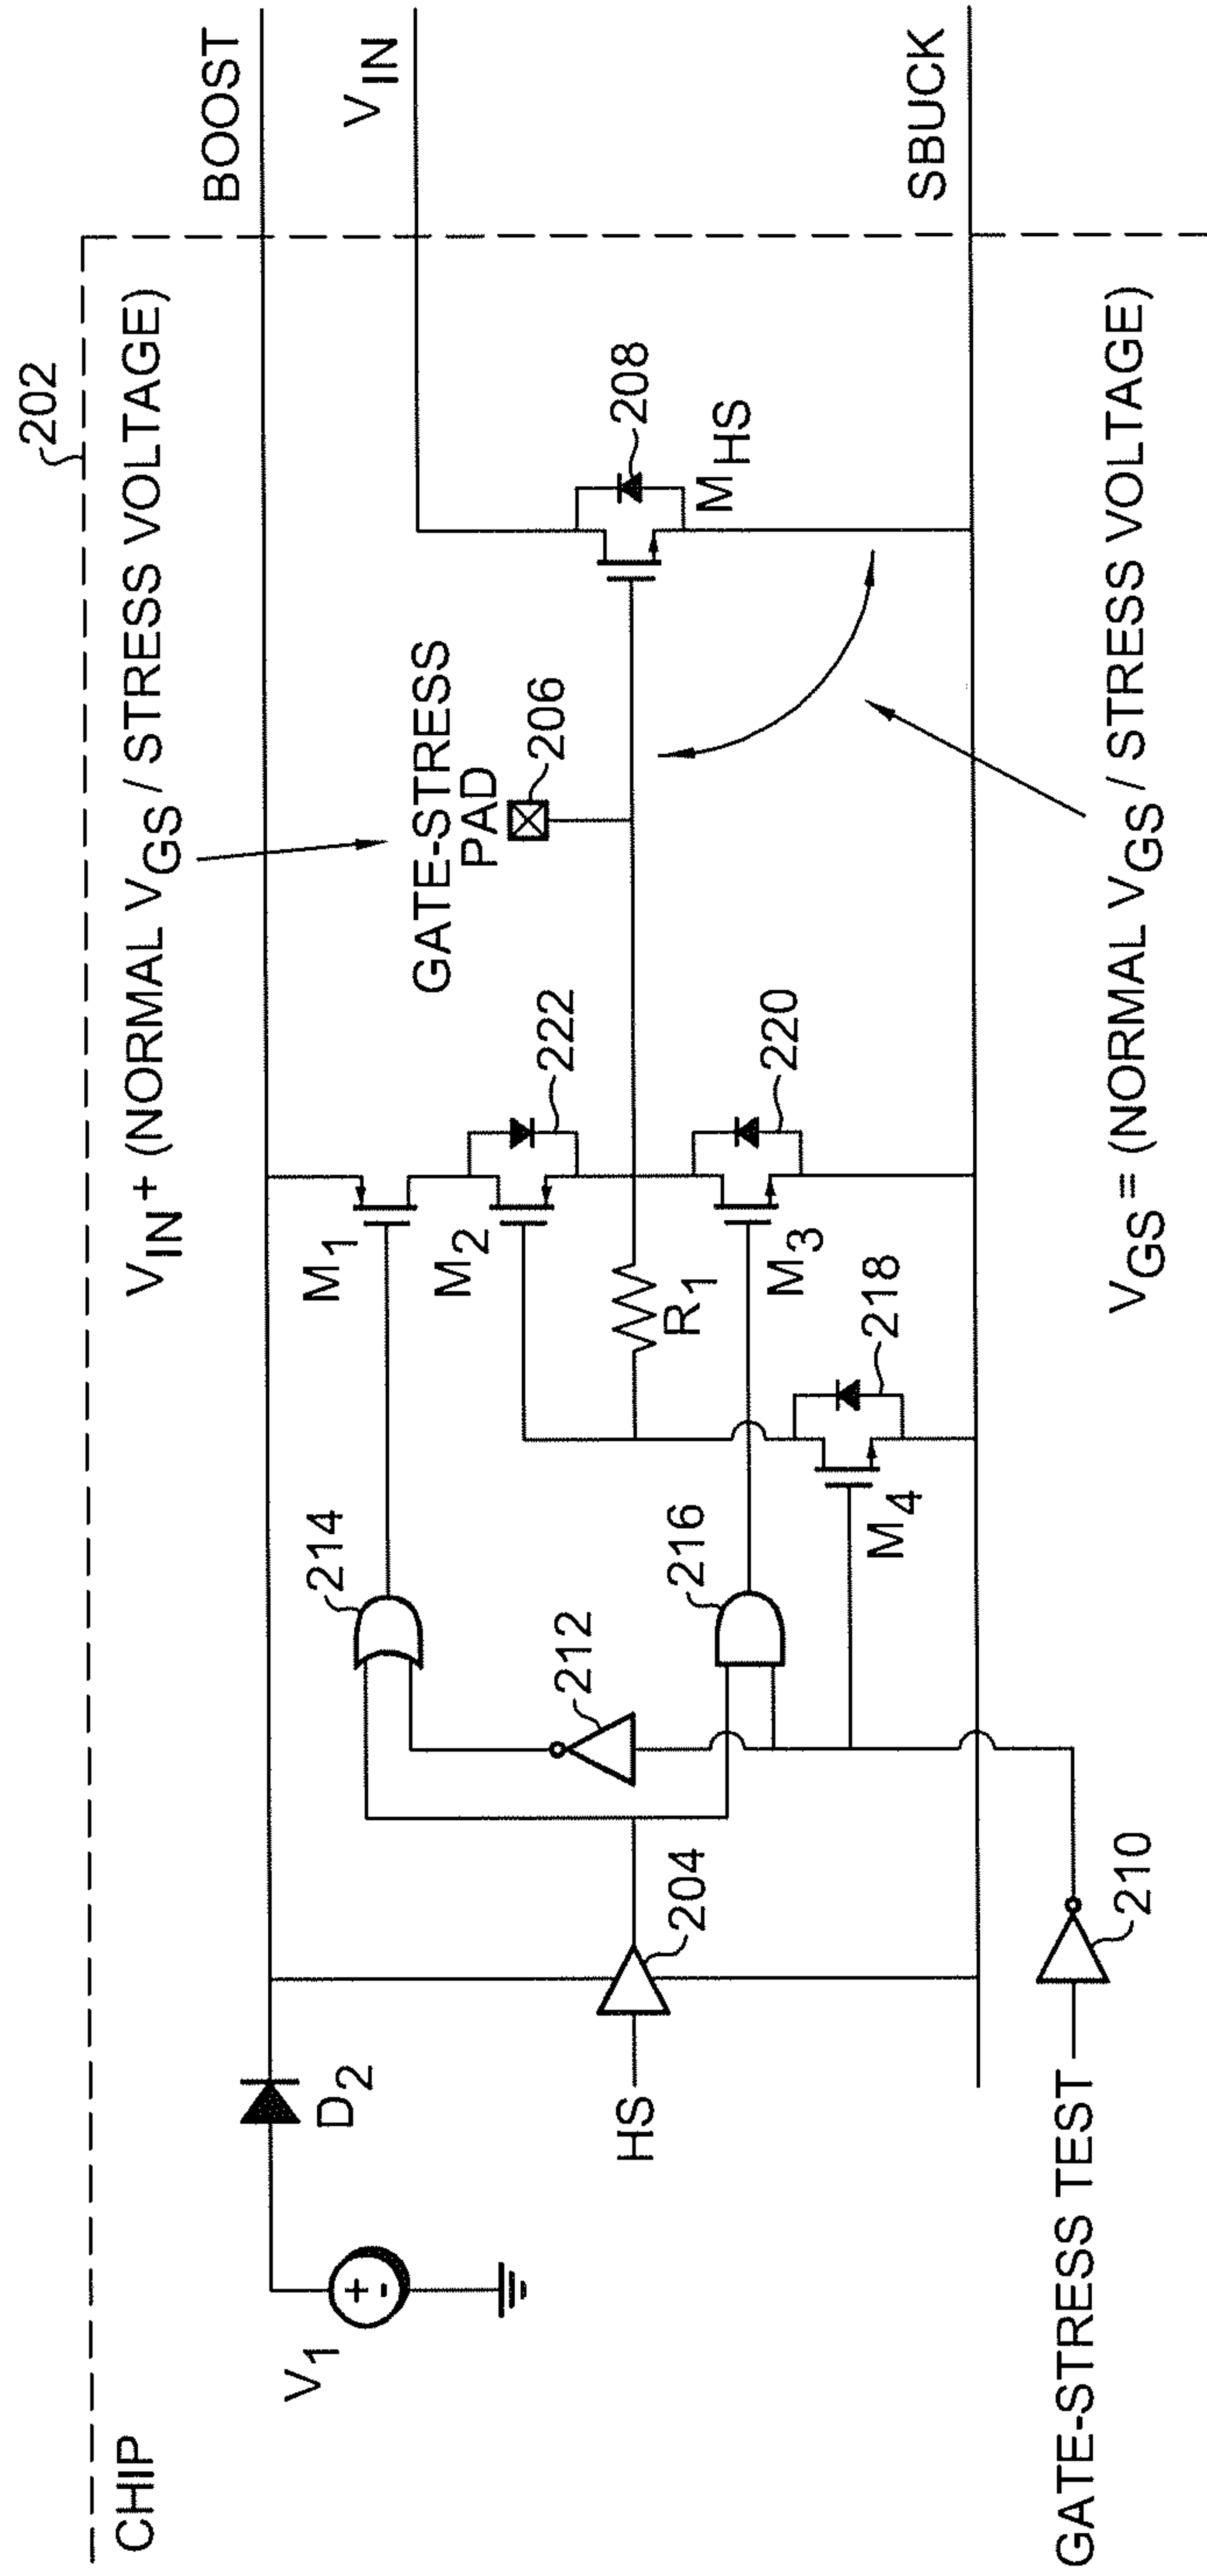 202
CHIP
V1
D2
VIN + (NORMAL VGS / STRESS VOLTAGE)
BOOST
VIN
GATE-STRESS
PAD
206
214
M1
222
M2
208
MHS
HS
204
212
R1
216
220
M3
218
M4
SBUCK
GATE-STRESS TEST
210
VGS = (NORMAL VGS / STRESS VOLTAGE)
+
-